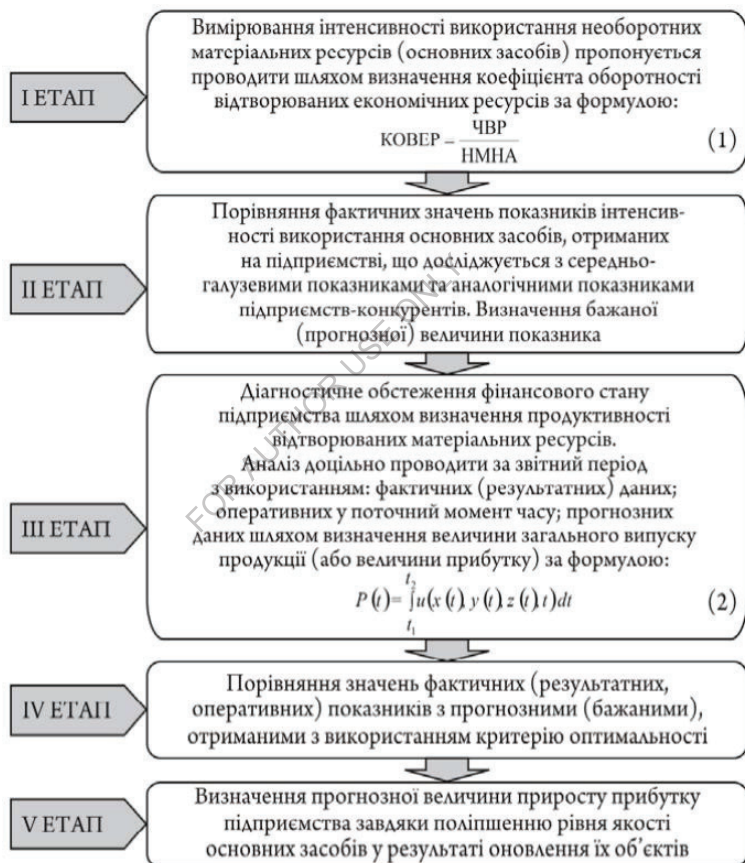 І ЕТАП
Вимірювання інтенсивності використання необоротних
матеріальних ресурсів (основних засобів) пропонується
проводити шляхом визначення коефіцієнта оборотності
відтворюваних економічних ресурсів за формулою:
КОВЕР = ЧВР / НМНА (1)
ІІ ЕТАП
Порівняння фактичних значень показників інтенсив-
ності використання основних засобів, отриманих
на підприємстві, що досліджується з середньо-
галузевими показниками та аналогічними показниками
підприємств-конкурентів. Визначення бажаної
(прогнозної) величини показника
ІІІ ЕТАП
Діагностичне обстеження фінансового стану
підприємства шляхом визначення продуктивності
відтворюваних матеріальних ресурсів.
Аналіз доцільно проводити за звітний період
з використанням: фактичних (результатних) даних;
оперативних у поточний момент часу; прогнозних
даних шляхом визначення величини загального випуску
продукції (або величини прибутку) за формулою:
P(t)= ∫_{t₁}^{t₂} u(x(t), y(t), z(t), t)dt (2)
IV ЕТАП
Порівняння значень фактичних (результатних,
оперативних) показників з прогнозними (бажаними),
отриманими з використанням критерію оптимальності
V ЕТАП
Визначення прогнозної величини приросту прибутку
підприємства завдяки поліпшенню рівня якості
основних засобів у результаті оновлення їх об’єктів
FOR AUTHOR USE ONLY